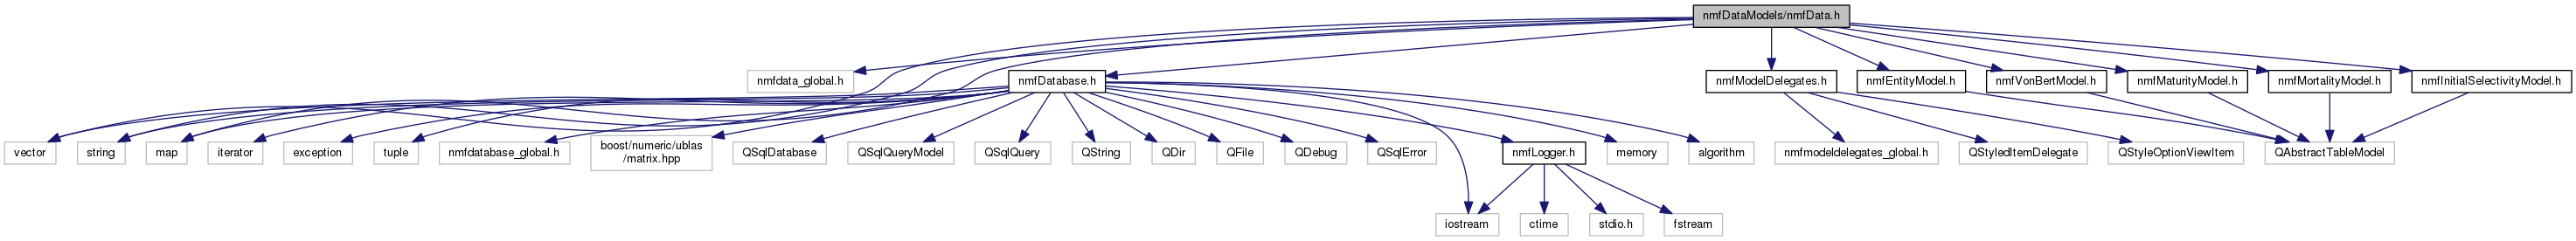 nmfDataModels/nmfData.h
nmfdata_global.h
nmfDatabase.h
nmfModelDelegates.h
nmfEntityModel.h
nmfVonBertModel.h
nmfMaturityModel.h
nmfMortalityModel.h
nmfInitialSelectivityModel.h
vector
string
map
iterator
exception
tuple
nmfdatabase_global.h
boost/numeric/ublas
/matrix.hpp
QSqlDatabase
QSqlQueryModel
QSqlQuery
QString
QDir
QFile
QDebug
QSqlError
nmfLogger.h
memory
algorithm
nmfmodeldelegates_global.h
QStyledItemDelegate
QStyleOptionViewItem
QAbstractTableModel
iostream
ctime
stdio.h
fstream